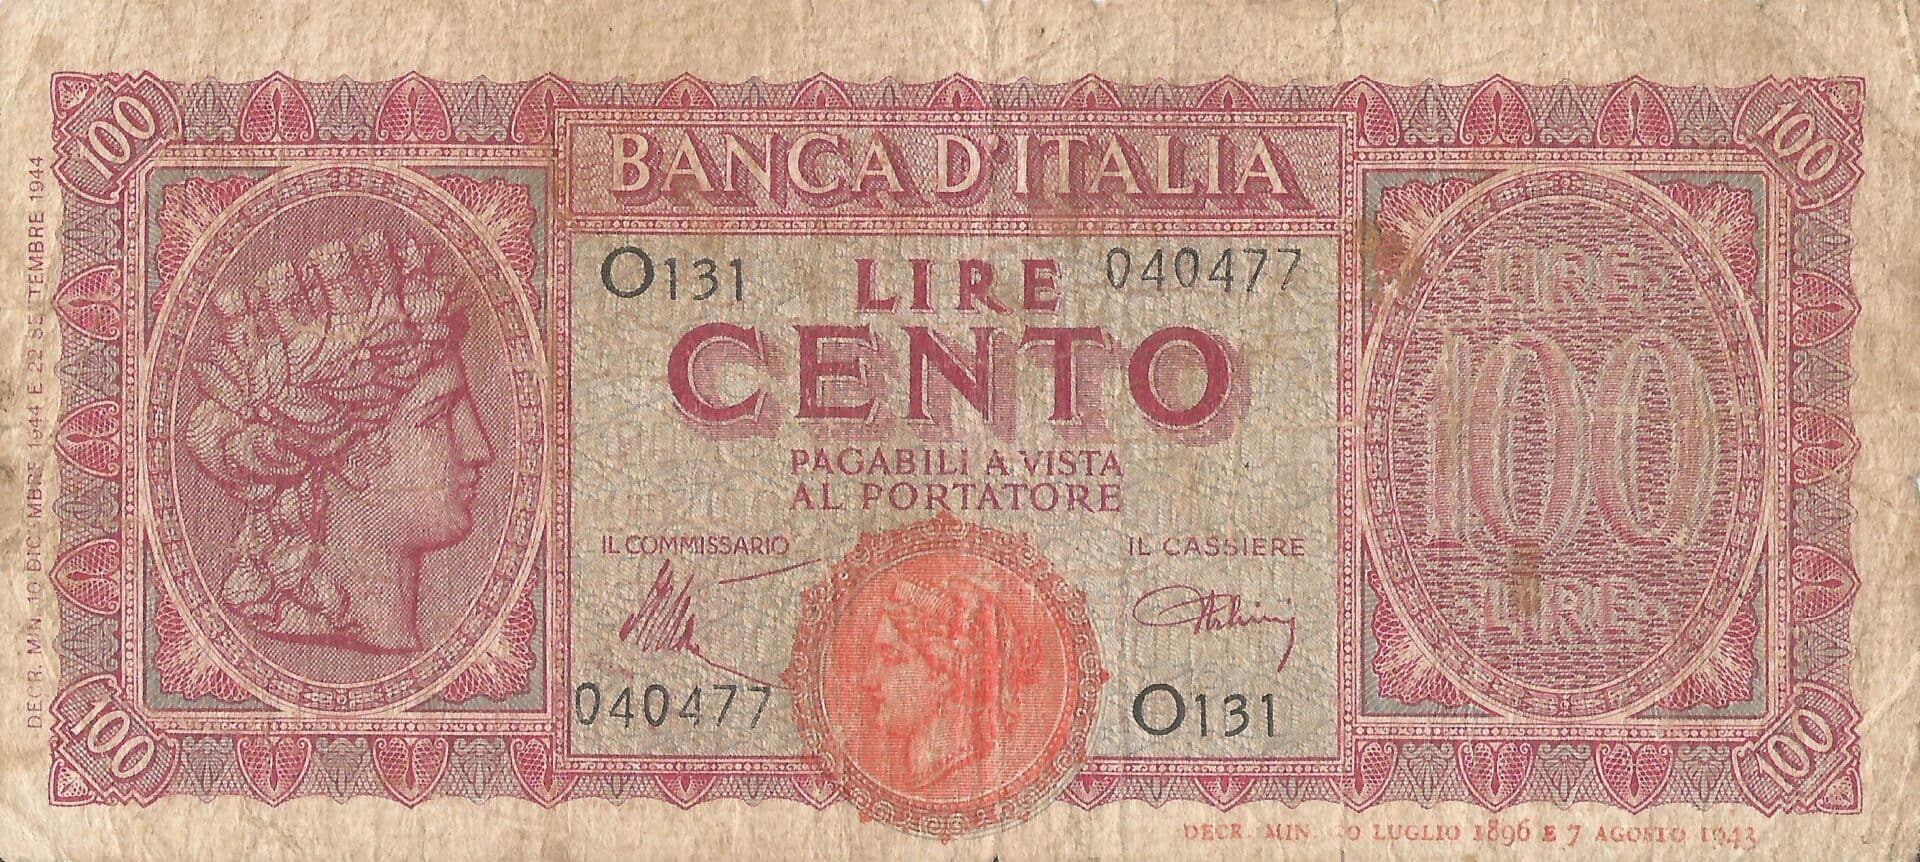 100
100
BANCA D'ITALIA
O131
LIRE
040477
CENTO
PAGABILI A VISTA
AL PORTATORE
IL COMMISSARIO
IL CASSIERE
040477
O131
LIRE
100
LIRE
100
100
DECR. MIN. 10 DICEMBRE 1944 E 22 SETTEMBRE 1944
DECR. MIN. 30 LUGLIO 1896 E 7 AGOSTO 1943